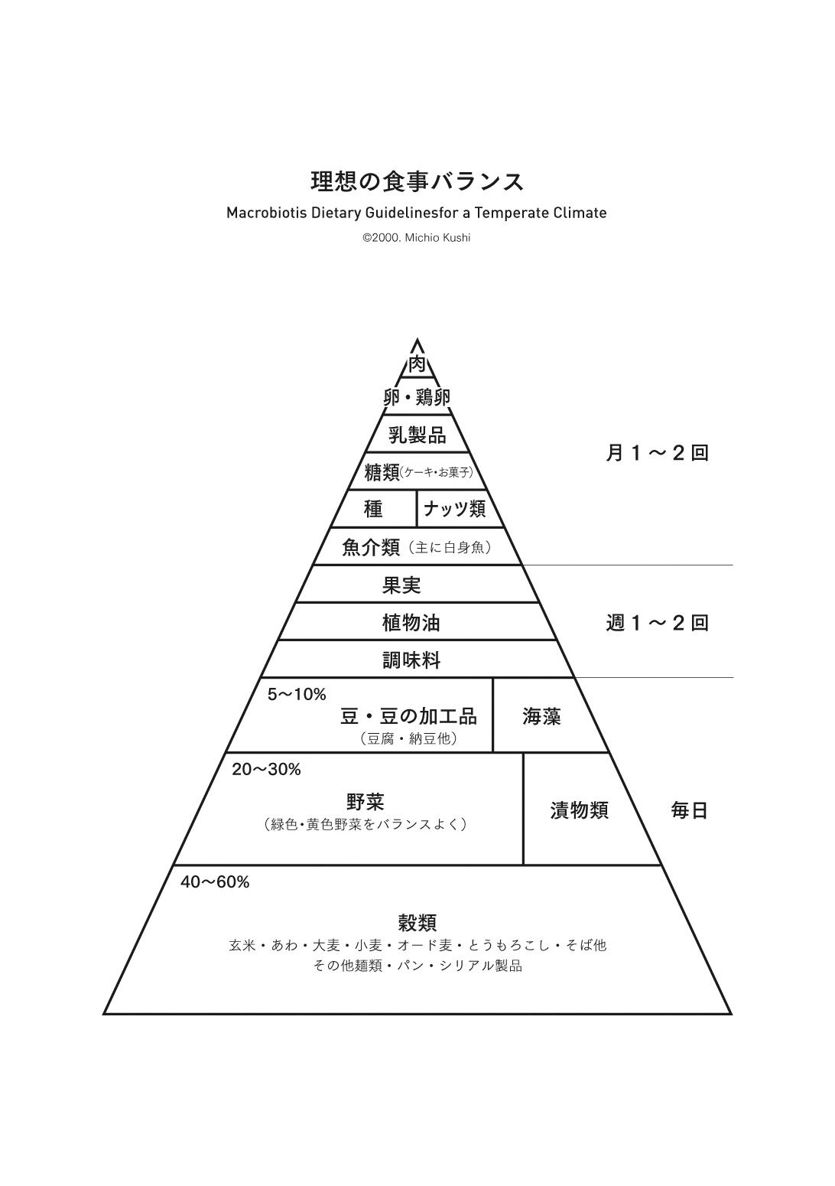 理想の食事バランス
Macrobiotis Dietary Guidelinesfor a Temperate Climate
©2000, Michio Kushi
肉
卵・鶏卵
乳製品
月1〜2回
糖類(ケーキ・お菓子)
種
ナッツ類
魚介類（主に白身魚）
果実
植物油
週1〜2回
調味料
5〜10%
豆・豆の加工品
（豆腐・納豆他）
海藻
20〜30%
野菜
（緑色・黄色野菜をバランスよく）
漬物類
毎日
40〜60%
穀類
玄米・あわ・大麦・小麦・オード麦・とうもろこし・そば他
その他麺類・パン・シリアル製品